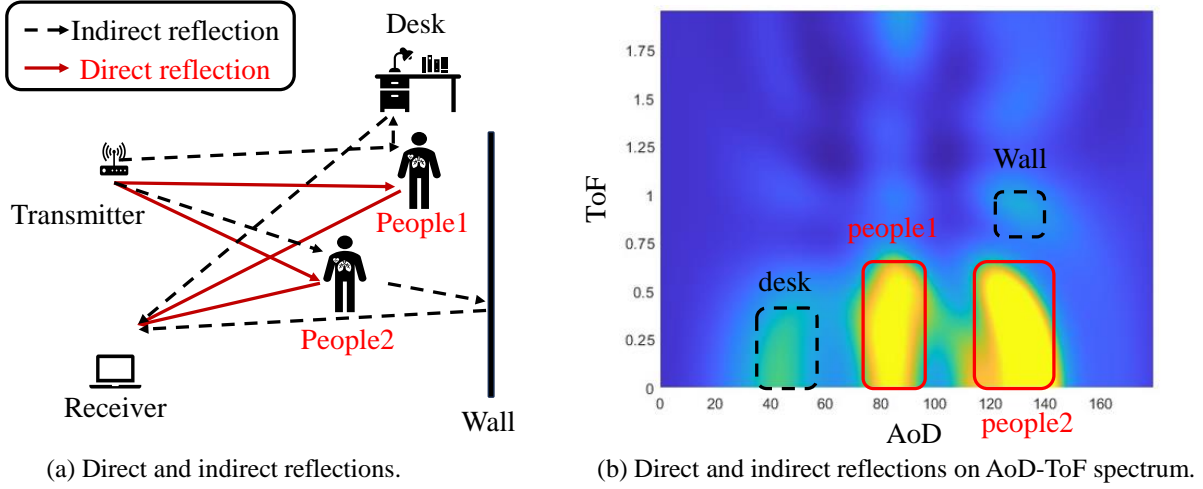 Indirect reflection
Direct reflection
Desk
Transmitter
People1
People2
Receiver
Wall
(a) Direct and indirect reflections.
1.75
1.5
1.25
1
0.75
0.5
0.25
0
ToF
Wall
people1
desk
0 20 40 60 80 100 120 140 160
AoD
people2
(b) Direct and indirect reflections on AoD-ToF spectrum.